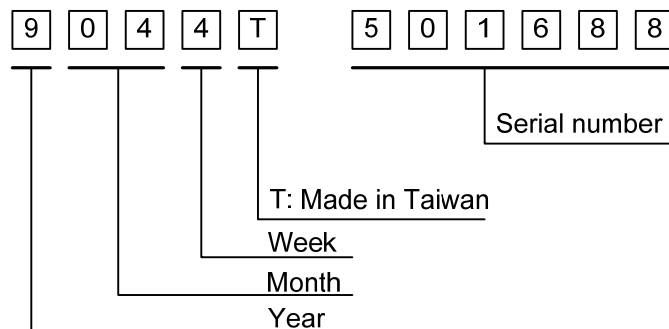 9 0 4 4 T 5 0 1 6 8 8
Serial number
T: Made in Taiwan
Week
Month
Year